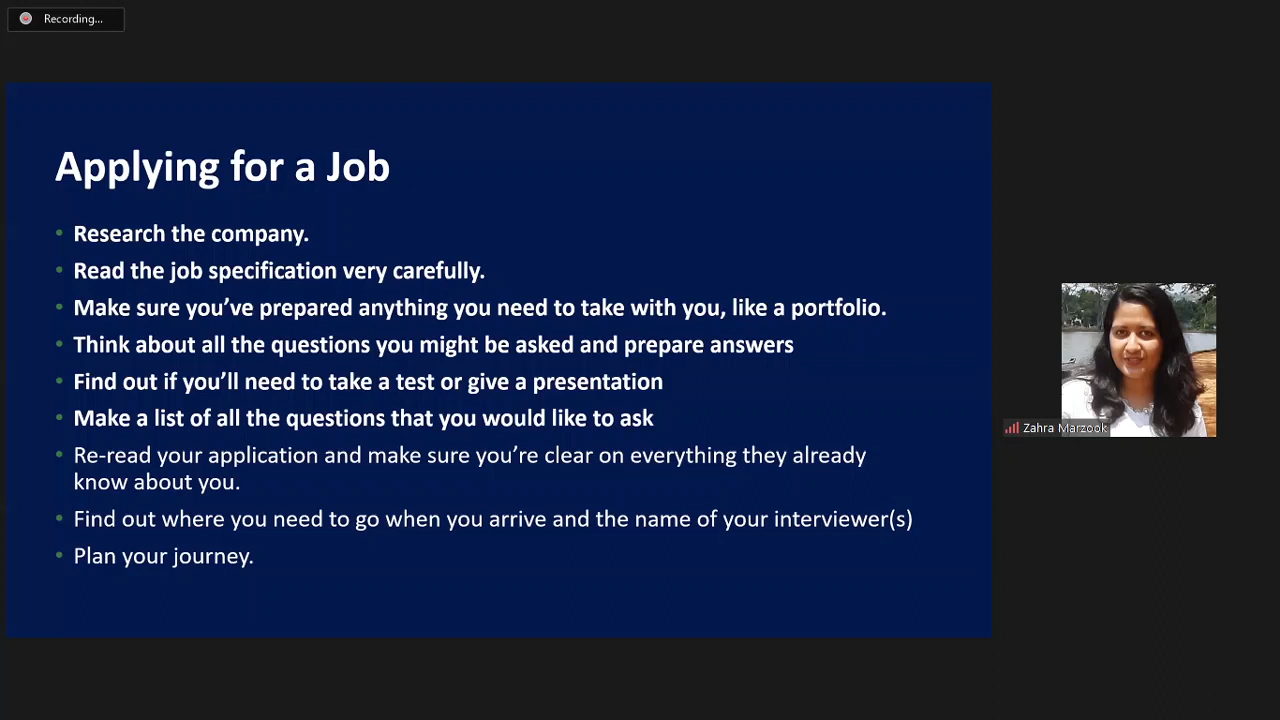 Recording...
Applying for a Job
• Research the company.
• Read the job specification very carefully.
• Make sure you’ve prepared anything you need to take with you, like a portfolio.
• Think about all the questions you might be asked and prepare answers
• Find out if you’ll need to take a test or give a presentation
• Make a list of all the questions that you would like to ask
• Re-read your application and make sure you’re clear on everything they already
know about you.
• Find out where you need to go when you arrive and the name of your interviewer(s)
• Plan your journey.
Zahra Marzook